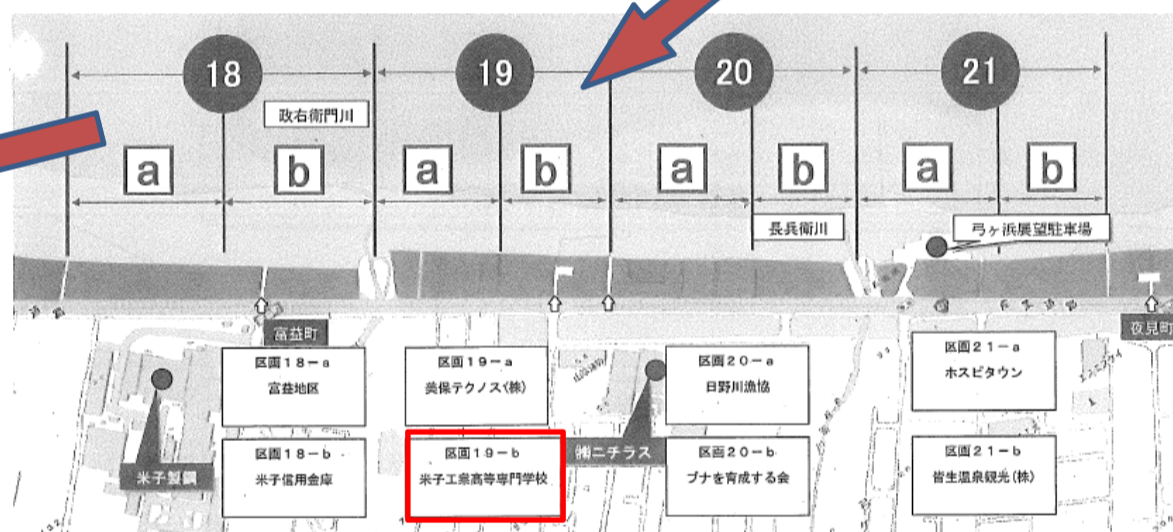 18
19
20
21
政右衛門川
a
b
a
b
a
b
a
b
長兵衛川
弓ヶ浜展望駐車場
富益町
夜見町
区画18-a
富益地区
区画19-a
美保テクノス(株)
区画20-a
日野川漁協
区画21-a
ホスピタウン
米子製鋼
区画18-b
米子信用金庫
区画19-b
米子工業高等専門学校
㈱ニチラス
区画20-b
ブナを育成する会
区画21-b
皆生温泉観光(株)